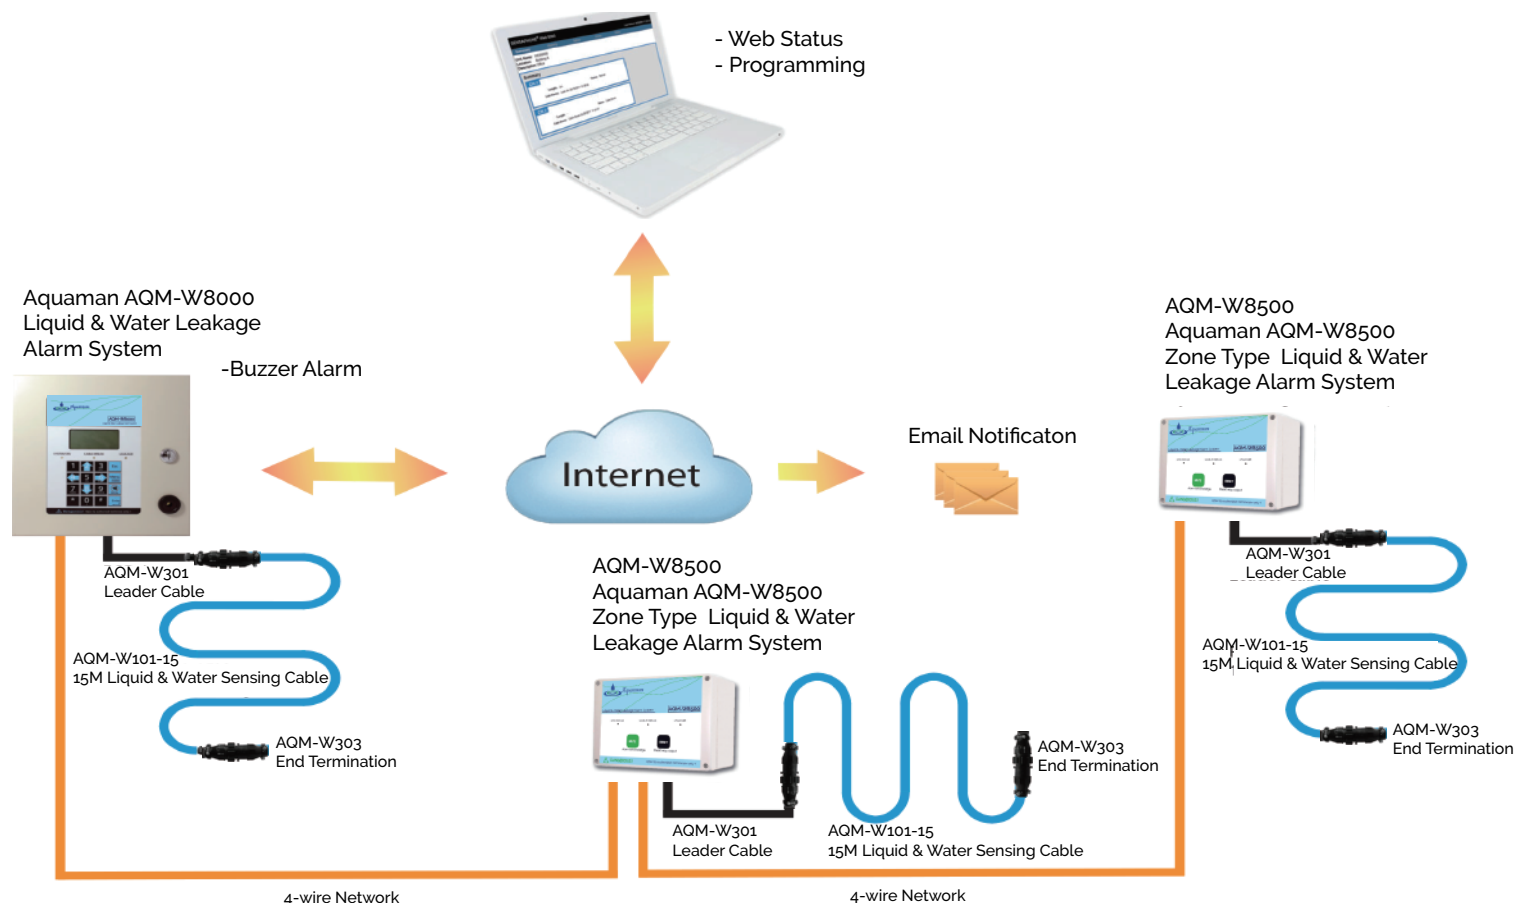 - Web Status
- Programming
Aquaman AQM-W8000
Liquid & Water Leakage
Alarm System
-Buzzer Alarm
AQM-W8500
Aquaman AQM-W8500
Zone Type Liquid & Water
Leakage Alarm System
Internet
Email Notificaton
AQM-W301
Leader Cable
AQM-W101-15
15M Liquid & Water Sensing Cable
AQM-W303
End Termination
AQM-W8500
Aquaman AQM-W8500
Zone Type Liquid & Water
Leakage Alarm System
AQM-W301
Leader Cable
AQM-W101-15
15M Liquid & Water Sensing Cable
AQM-W303
End Termination
AQM-W301
Leader Cable
AQM-W101-15
15M Liquid & Water Sensing Cable
AQM-W303
End Termination
4-wire Network
4-wire Network